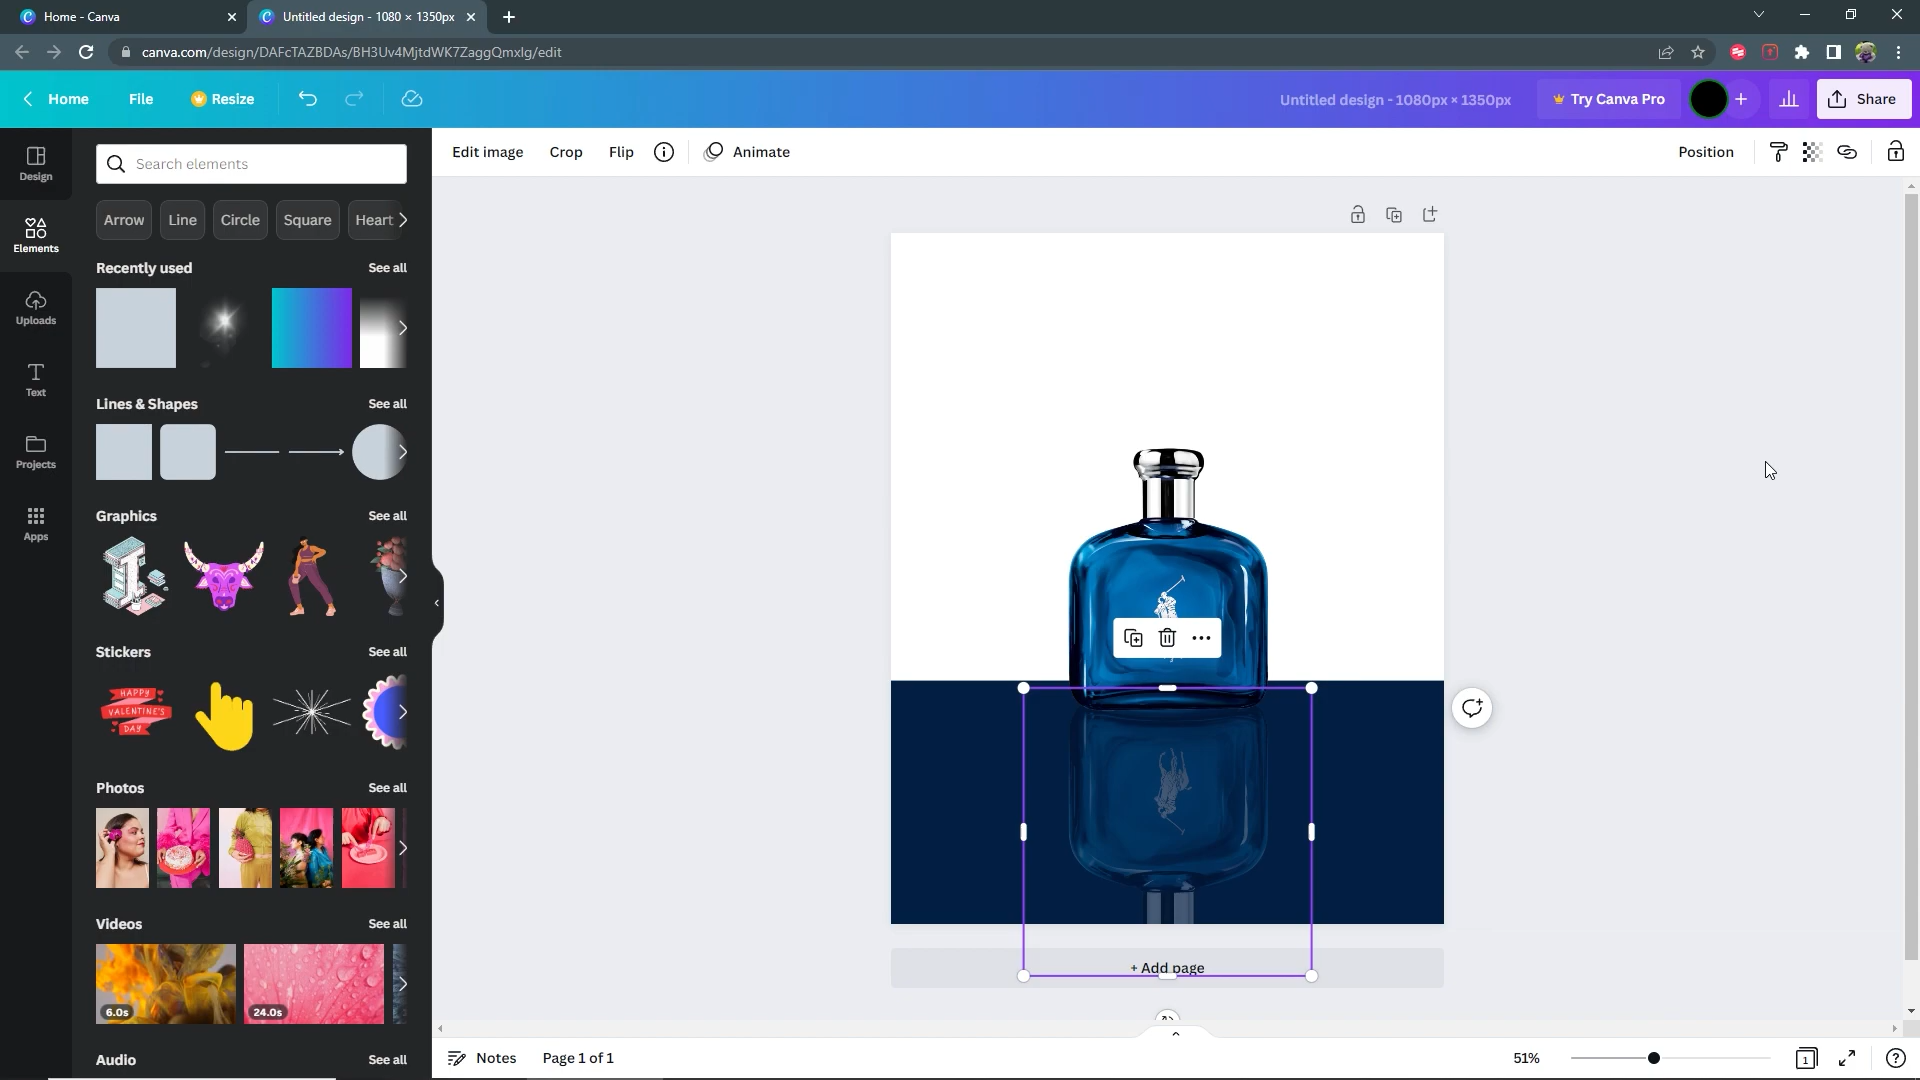 Home - Canva
Untitled design - 1080 × 1350px
canva.com/design/DAFcTAZBDAs/BH3Uv4MjtdWK7ZaggQmxlg/edit
Home
File
Resize
Untitled design - 1080px × 1350px
Try Canva Pro
Share
Design
Elements
Uploads
Text
Projects
Apps
Search elements
Arrow
Line
Circle
Square
Heart
Recently used
See all
Lines & Shapes
See all
Graphics
See all
Stickers
See all
HAPPY
VALENTINE'S
DAY
Photos
See all
Videos
See all
6.0s
24.0s
Audio
See all
Edit image
Crop
Flip
Animate
Position
+ Add page
Notes
Page 1 of 1
51%
1